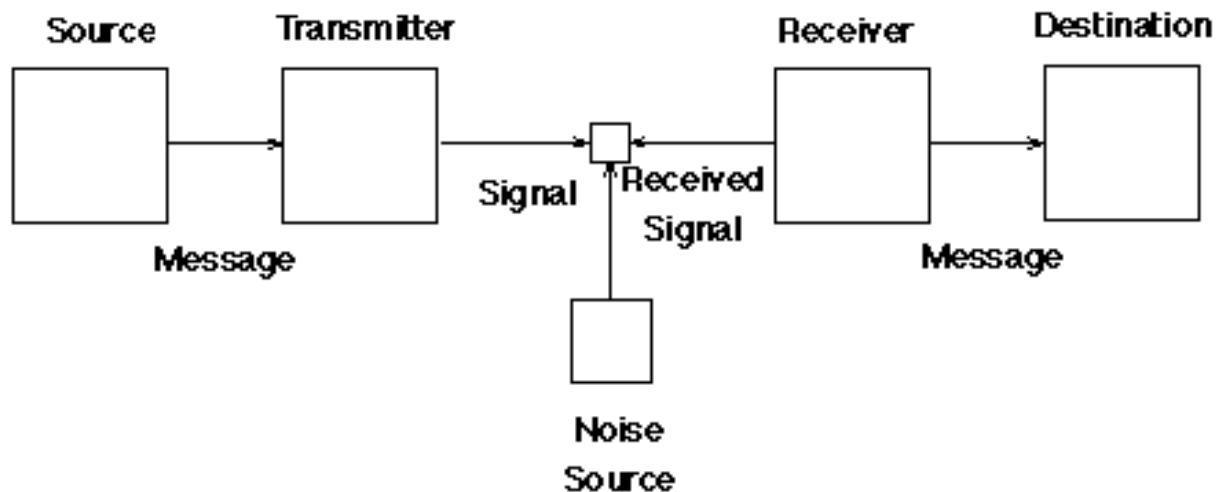 Source
Transmitter
Receiver
Destination
Signal
Received
Signal
Message
Message
Noise
Source